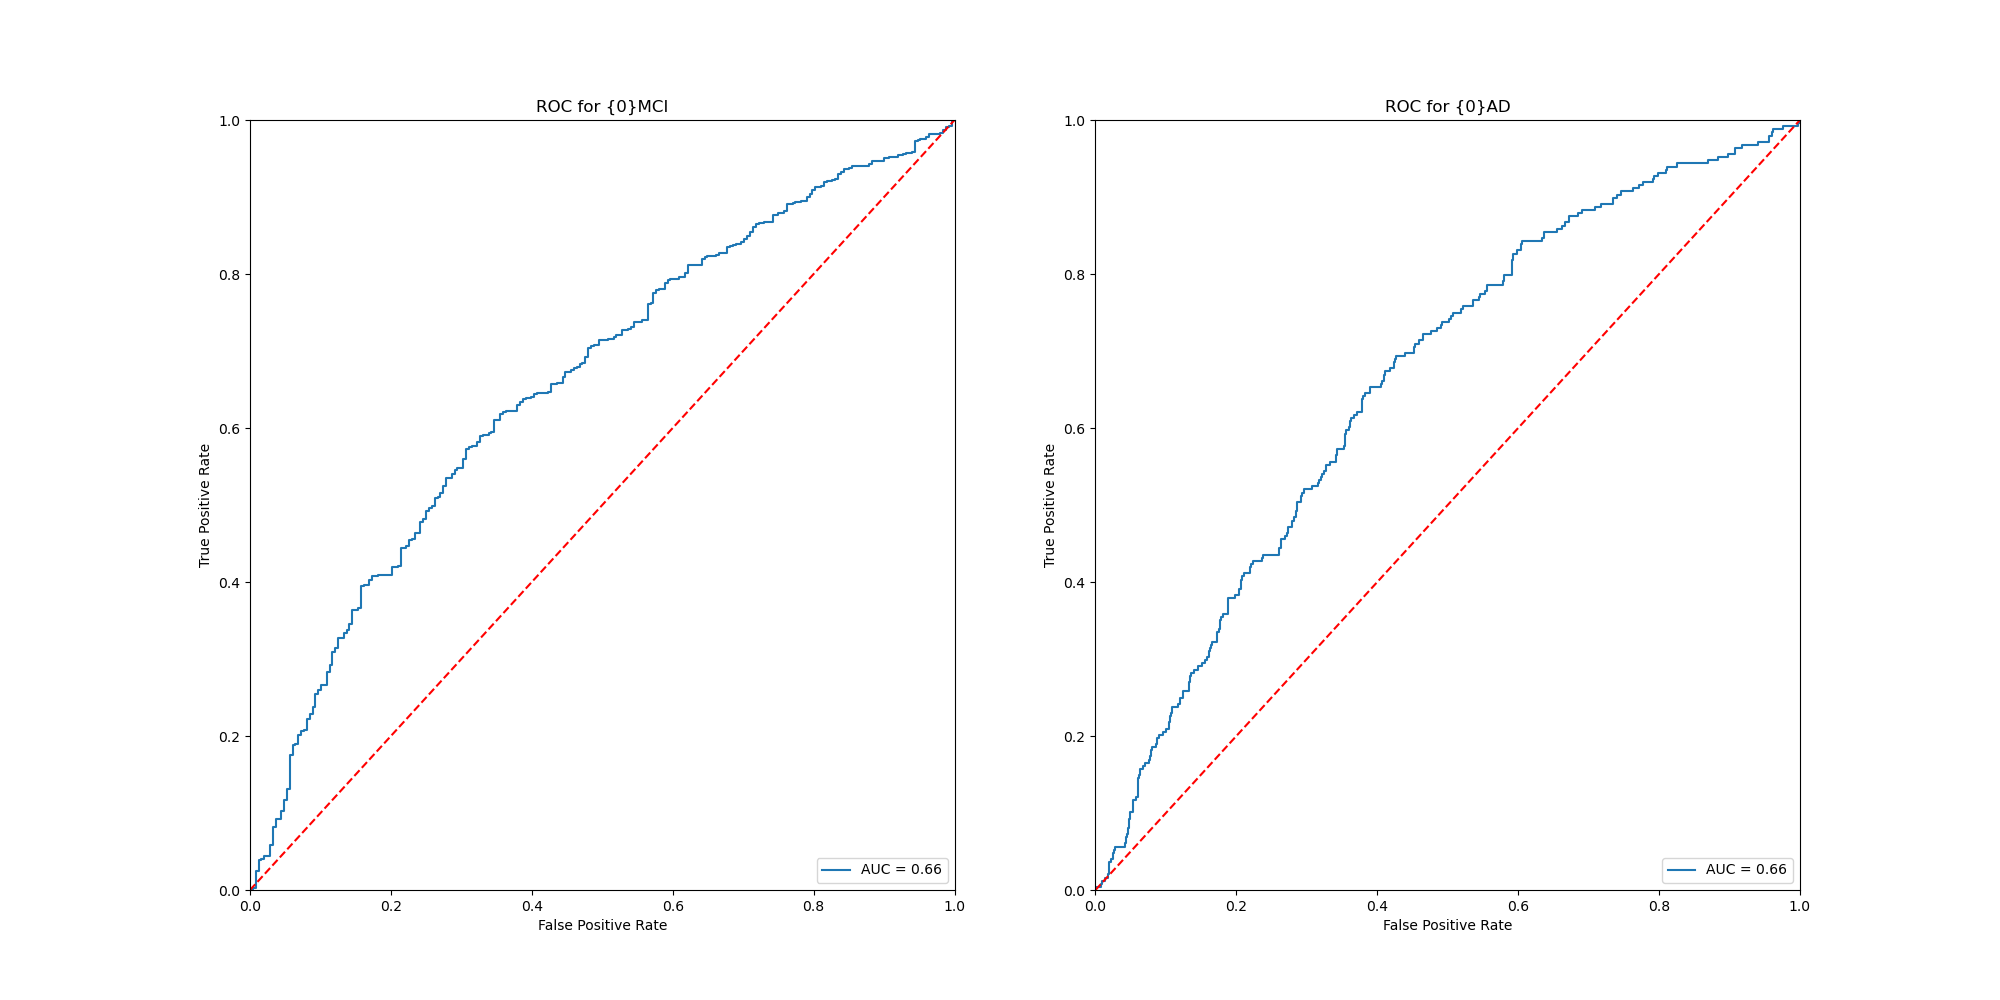 ROC for {0}MCI
1.0
0.8
0.6
0.4
0.2
0.0
True Positive Rate
0.0 0.2 0.4 0.6 0.8 1.0
False Positive Rate
AUC = 0.66
ROC for {0}AD
1.0
0.8
0.6
0.4
0.2
0.0
True Positive Rate
0.0 0.2 0.4 0.6 0.8 1.0
False Positive Rate
AUC = 0.66